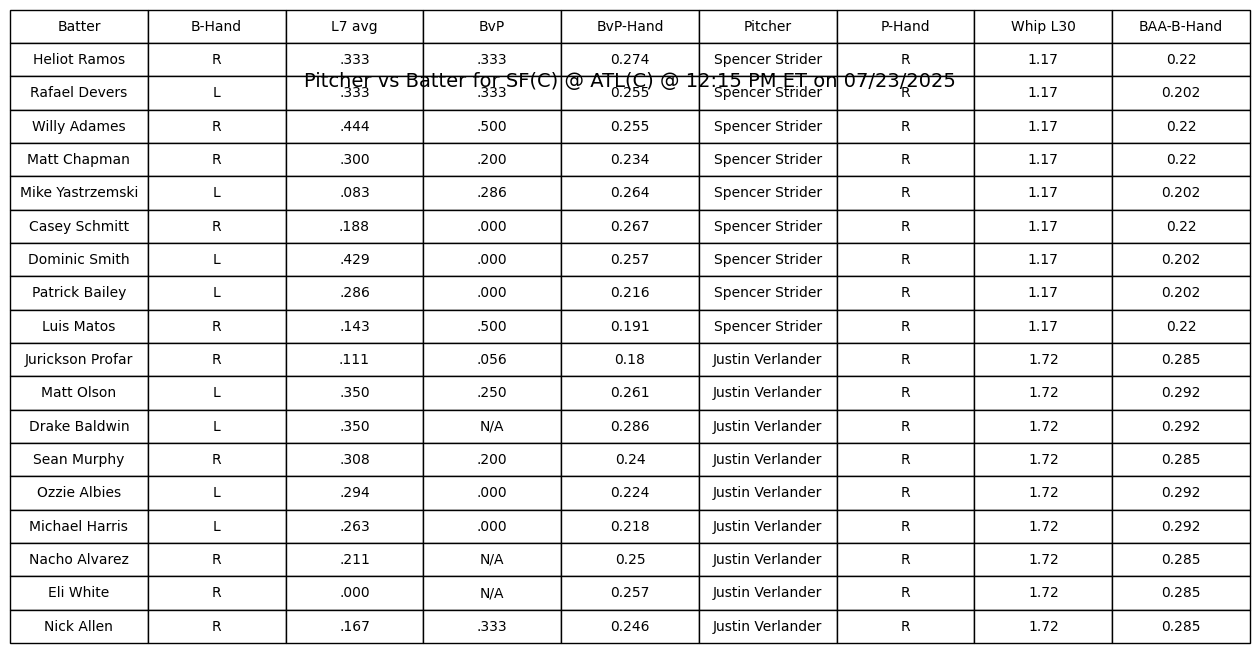 Batter B-Hand L7 avg BvP BvP-Hand Pitcher P-Hand Whip L30 BAA-B-Hand
Heliot Ramos R .333 .333 0.274 Spencer Strider R 1.17 0.22
Pitcher vs Batter for SF(C) @ ATL(C) @ 12:15 PM ET on 07/23/2025
Rafael Devers L .333 .333 0.255 Spencer Strider R 1.17 0.202
Willy Adames R .444 .500 0.255 Spencer Strider R 1.17 0.22
Matt Chapman R .300 .200 0.234 Spencer Strider R 1.17 0.22
Mike Yastrzemski L .083 .286 0.264 Spencer Strider R 1.17 0.202
Casey Schmitt R .188 .000 0.267 Spencer Strider R 1.17 0.22
Dominic Smith L .429 .000 0.257 Spencer Strider R 1.17 0.202
Patrick Bailey L .286 .000 0.216 Spencer Strider R 1.17 0.202
Luis Matos R .143 .500 0.191 Spencer Strider R 1.17 0.22
Jurickson Profar R .111 .056 0.18 Justin Verlander R 1.72 0.285
Matt Olson L .350 .250 0.261 Justin Verlander R 1.72 0.292
Drake Baldwin L .350 N/A 0.286 Justin Verlander R 1.72 0.292
Sean Murphy R .308 .200 0.24 Justin Verlander R 1.72 0.285
Ozzie Albies L .294 .000 0.224 Justin Verlander R 1.72 0.292
Michael Harris L .263 .000 0.218 Justin Verlander R 1.72 0.292
Nacho Alvarez R .211 N/A 0.25 Justin Verlander R 1.72 0.285
Eli White R .000 N/A 0.257 Justin Verlander R 1.72 0.285
Nick Allen R .167 .333 0.246 Justin Verlander R 1.72 0.285